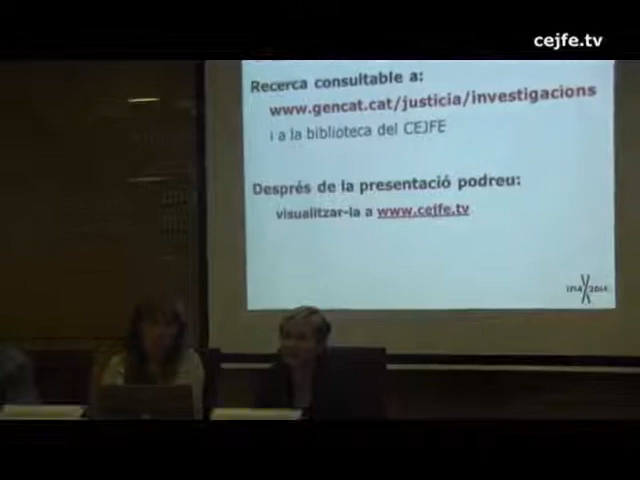 cejfe.tv
Recerca consultable a:
www.gencat.cat/justicia/investigacions
i a la biblioteca del CEJFE
Després de la presentació podreu:
visualitzar-la a www.cejfe.tv